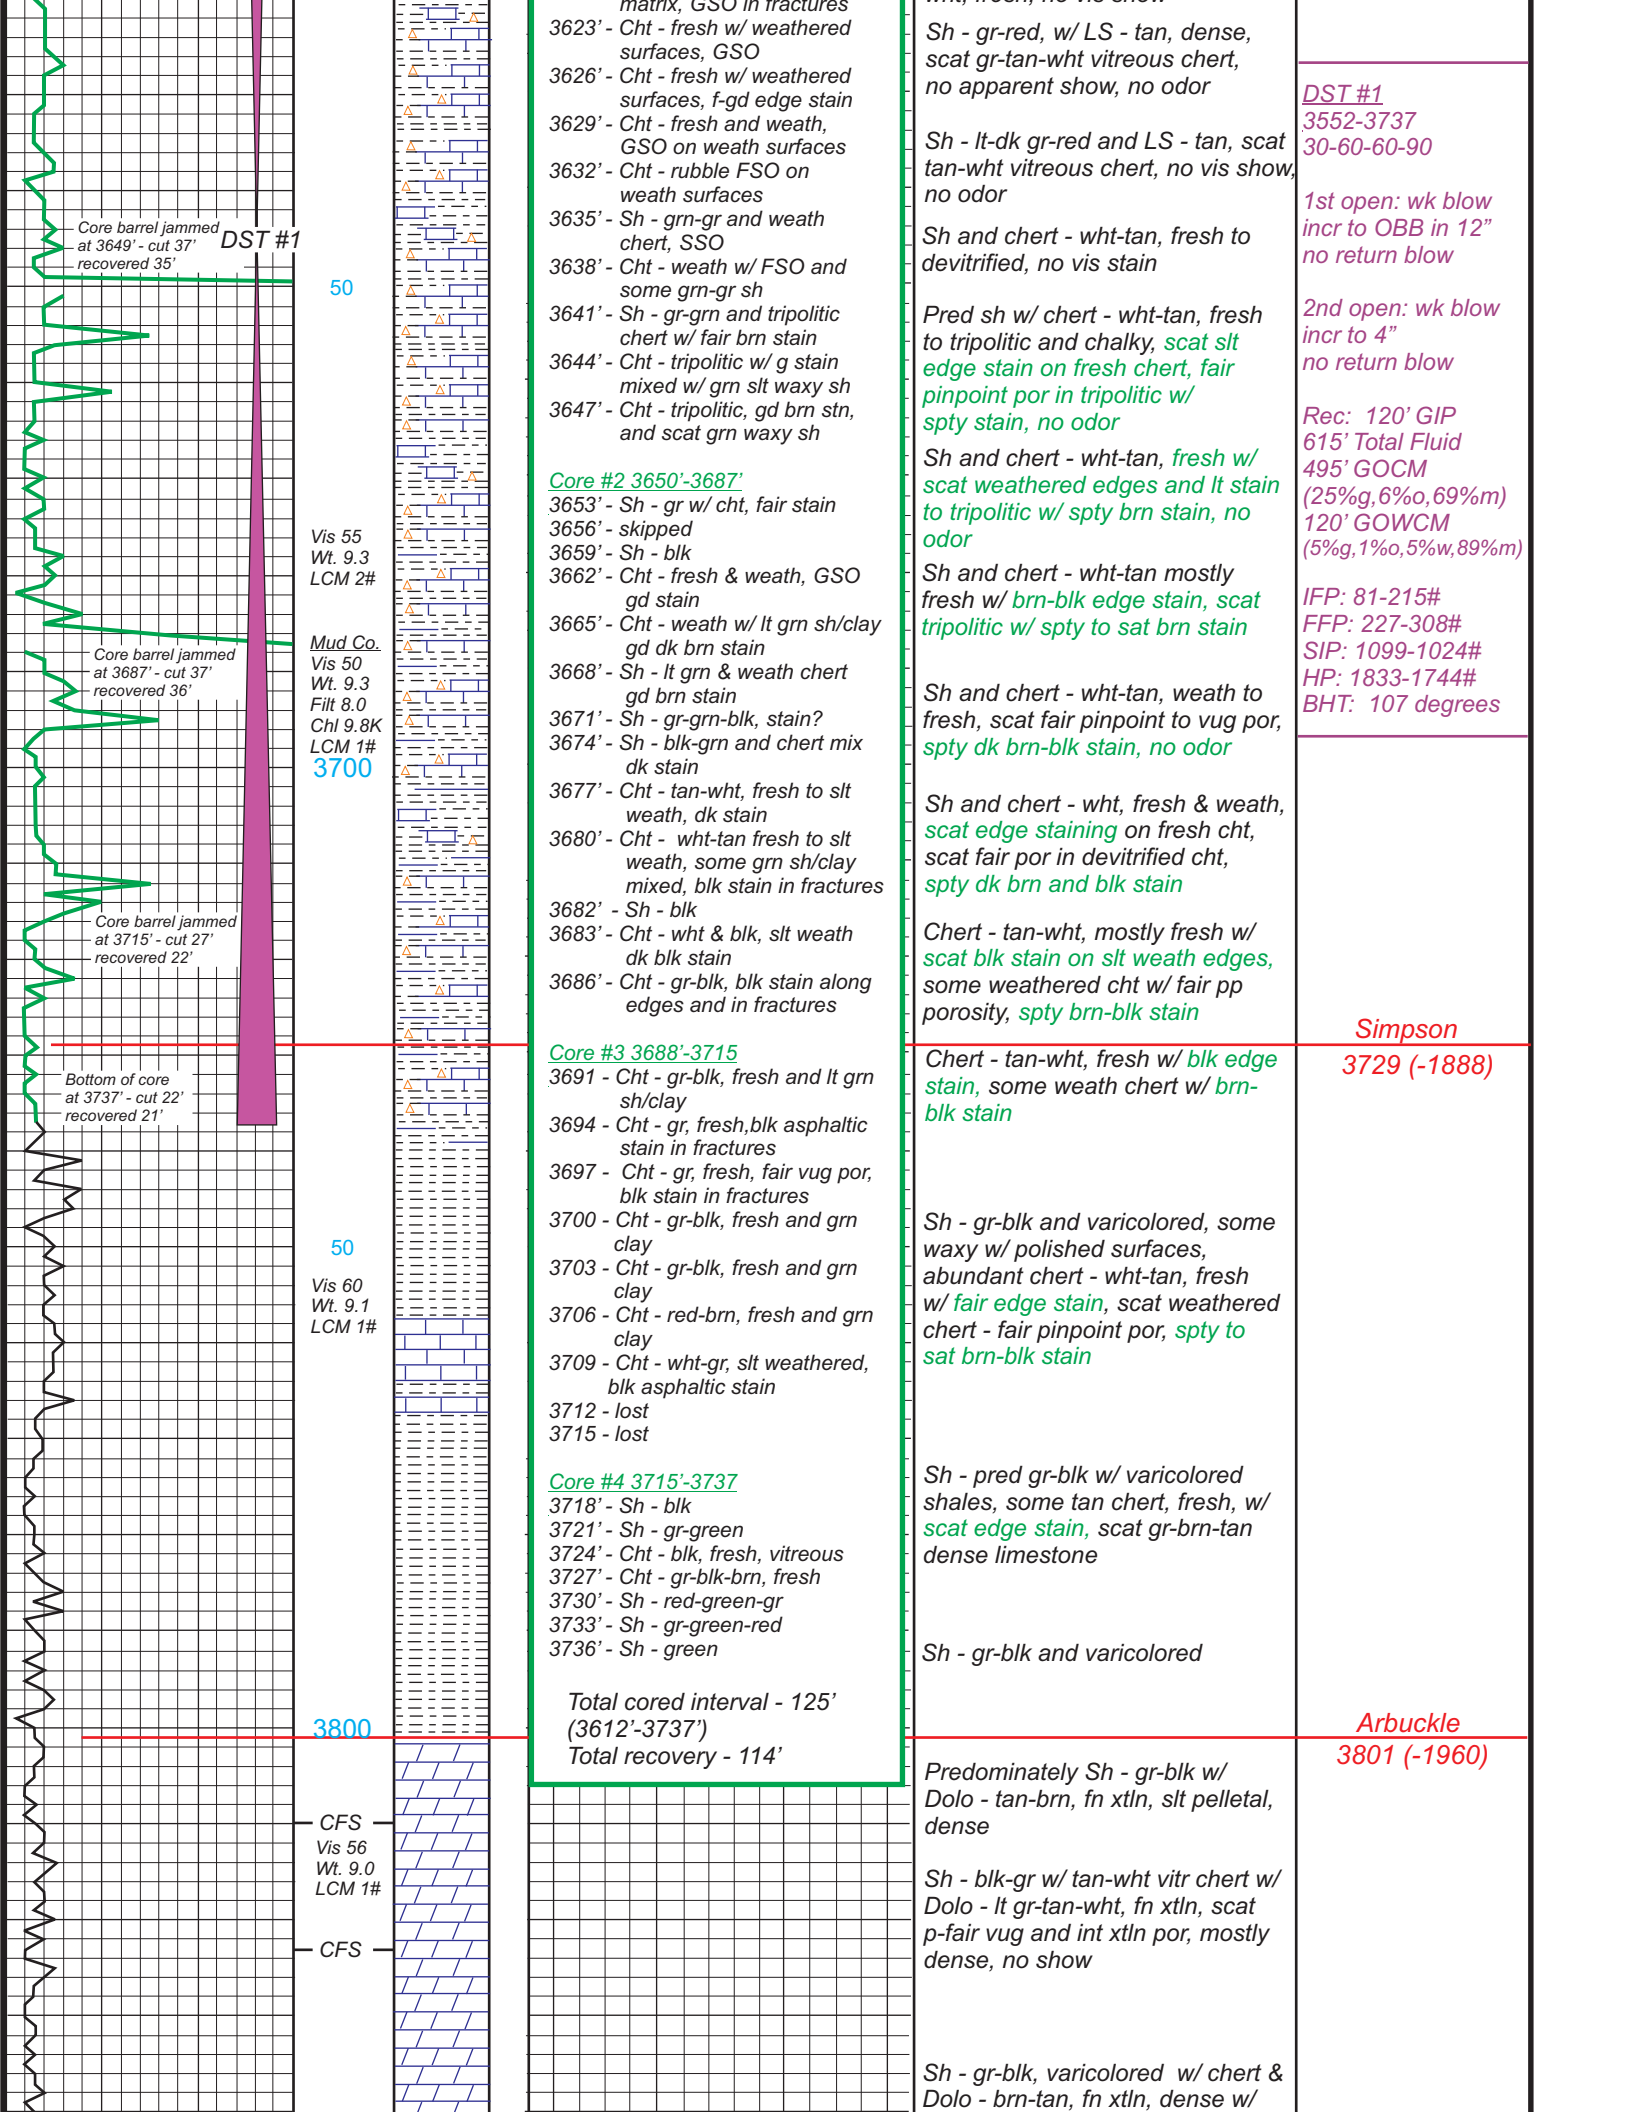 Core barrel jammed
at 3649' - cut 37'
recovered 35'
DST #1
Core barrel jammed
at 3687' - cut 37'
recovered 36'
Core barrel jammed
at 3715' - cut 27'
recovered 22'
Bottom of core
at 3737' - cut 22'
recovered 21'
50
Vis 55
Wt. 9.3
LCM 2#
Mud Co.
Vis 50
Wt. 9.3
Filt 8.0
Chl 9.8K
LCM 1#
3700
50
Vis 60
Wt. 9.1
LCM 1#
3800
CFS
Vis 56
Wt. 9.0
LCM 1#
CFS
matrix, GSO in fractures
3623' - Cht - fresh w/ weathered
surfaces, GSO
3626' - Cht - fresh w/ weathered
surfaces, f-gd edge stain
3629' - Cht - fresh and weath,
GSO on weath surfaces
3632' - Cht - rubble FSO on
weath surfaces
3635' - Sh - grn-gr and weath
chert, SSO
3638' - Cht - weath w/ FSO and
some grn-gr sh
3641' - Sh - gr-grn and tripolitic
chert w/ fair brn stain
3644' - Cht - tripolitic w/ g stain
mixed w/ grn slt waxy sh
3647' - Cht - tripolitic, gd brn stn,
and scat grn waxy sh
Core #2 3650'-3687'
3653' - Sh - gr w/ cht, fair stain
3656' - skipped
3659' - Sh - blk
3662' - Cht - fresh & weath, GSO
gd stain
3665' - Cht - weath w/ lt grn sh/clay
gd dk brn stain
3668' - Sh - lt grn & weath chert
gd brn stain
3671' - Sh - gr-grn-blk, stain?
3674' - Sh - blk-grn and chert mix
dk stain
3677' - Cht - tan-wht, fresh to slt
weath, dk stain
3680' - Cht - wht-tan fresh to slt
weath, some grn sh/clay
mixed, blk stain in fractures
3682' - Sh - blk
3683' - Cht - wht & blk, slt weath
dk blk stain
3686' - Cht - gr-blk, blk stain along
edges and in fractures
Core #3 3688'-3715
3691 - Cht - gr-blk, fresh and lt grn
sh/clay
3694 - Cht - gr, fresh,blk asphaltic
stain in fractures
3697 - Cht - gr, fresh, fair vug por,
blk stain in fractures
3700 - Cht - gr-blk, fresh and grn
clay
3703 - Cht - gr-blk, fresh and grn
clay
3706 - Cht - red-brn, fresh and grn
clay
3709 - Cht - wht-gr, slt weathered,
blk asphaltic stain
3712 - lost
3715 - lost
Core #4 3715'-3737
3718' - Sh - blk
3721' - Sh - gr-green
3724' - Cht - blk, fresh, vitreous
3727' - Cht - gr-blk-brn, fresh
3730' - Sh - red-green-gr
3733' - Sh - gr-green-red
3736' - Sh - green
Total cored interval - 125'
(3612'-3737')
Total recovery - 114'
wht, fresh, no vis show
Sh - gr-red, w/ LS - tan, dense,
scat gr-tan-wht vitreous chert,
no apparent show, no odor
Sh - lt-dk gr-red and LS - tan, scat
tan-wht vitreous chert, no vis show,
no odor
Sh and chert - wht-tan, fresh to
devitrified, no vis stain
Pred sh w/ chert - wht-tan, fresh
to tripolitic and chalky, scat slt
edge stain on fresh chert, fair
pinpoint por in tripolitic w/
spty stain, no odor
Sh and chert - wht-tan, fresh w/
scat weathered edges and lt stain
to tripolitic w/ spty brn stain, no
odor
Sh and chert - wht-tan mostly
fresh w/ brn-blk edge stain, scat
tripolitic w/ spty to sat brn stain
Sh and chert - wht-tan, weath to
fresh, scat fair pinpoint to vug por,
spty dk brn-blk stain, no odor
Sh and chert - wht, fresh & weath,
scat edge staining on fresh cht,
scat fair por in devitrified cht,
spty dk brn and blk stain
Chert - tan-wht, mostly fresh w/
scat blk stain on slt weath edges,
some weathered cht w/ fair pp
porosity, spty brn-blk stain
Chert - tan-wht, fresh w/ blk edge
stain, some weath chert w/ brn-
blk stain
Sh - gr-blk and varicolored, some
waxy w/ polished surfaces,
abundant chert - wht-tan, fresh
w/ fair edge stain, scat weathered
chert - fair pinpoint por, spty to
sat brn-blk stain
Sh - pred gr-blk w/ varicolored
shales, some tan chert, fresh, w/
scat edge stain, scat gr-brn-tan
dense limestone
Sh - gr-blk and varicolored
Predominately Sh - gr-blk w/
Dolo - tan-brn, fn xtln, slt pelletal,
dense
Sh - blk-gr w/ tan-wht vitr chert w/
Dolo - lt gr-tan-wht, fn xtln, scat
p-fair vug and int xtln por, mostly
dense, no show
Sh - gr-blk, varicolored w/ chert &
Dolo - brn-tan, fn xtln, dense w/
DST #1
3552-3737
30-60-60-90
1st open: wk blow
incr to OBB in 12"
no return blow
2nd open: wk blow
incr to 4"
no return blow
Rec: 120' GIP
615' Total Fluid
495' GOCM
(25%g,6%o,69%m)
120' GOWCM
(5%g,1%o,5%w,89%m)
IFP: 81-215#
FFP: 227-308#
SIP: 1099-1024#
HP: 1833-1744#
BHT: 107 degrees
Simpson
3729 (-1888)
Arbuckle
3801 (-1960)